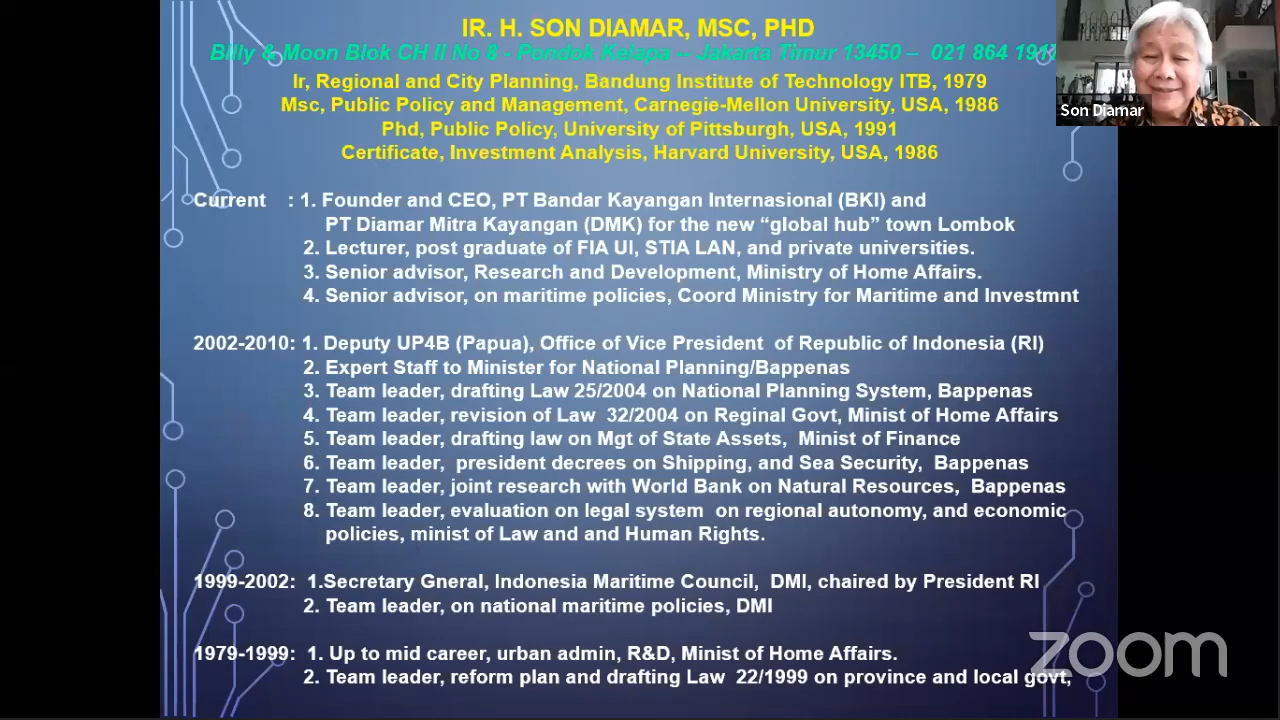 IR. H. SON DIAMAR, MSC, PHD
Billy & Moon Blok CH II No 8 - Pondok Kelapa – Jakarta Timur 13450 – 021 864 191
Ir, Regional and City Planning, Bandung Institute of Technology ITB, 1979
Msc, Public Policy and Management, Carnegie-Mellon University, USA, 1986
Phd, Public Policy, University of Pittsburgh, USA, 1991
Certificate, Investment Analysis, Harvard University, USA, 1986
Son Diamar
Current : 1. Founder and CEO, PT Bandar Kayangan Internasional (BKI) and
PT Diamar Mitra Kayangan (DMK) for the new “global hub” town Lombok
2. Lecturer, post graduate of FIA UI, STIA LAN, and private universities.
3. Senior advisor, Research and Development, Ministry of Home Affairs.
4. Senior advisor, on maritime policies, Coord Ministry for Maritime and Investmnt
2002-2010: 1. Deputy UP4B (Papua), Office of Vice President of Republic of Indonesia (RI)
2. Expert Staff to Minister for National Planning/Bappenas
3. Team leader, drafting Law 25/2004 on National Planning System, Bappenas
4. Team leader, revision of Law 32/2004 on Reginal Govt, Minist of Home Affairs
5. Team leader, drafting law on Mgt of State Assets, Minist of Finance
6. Team leader, president decrees on Shipping, and Sea Security, Bappenas
7. Team leader, joint research with World Bank on Natural Resources, Bappenas
8. Team leader, evaluation on legal system on regional autonomy, and economic
policies, minist of Law and and Human Rights.
1999-2002: 1.Secretary Gneral, Indonesia Maritime Council, DMI, chaired by President RI
2. Team leader, on national maritime policies, DMI
1979-1999: 1. Up to mid career, urban admin, R&D, Minist of Home Affairs.
2. Team leader, reform plan and drafting Law 22/1999 on province and local govt,
zoom